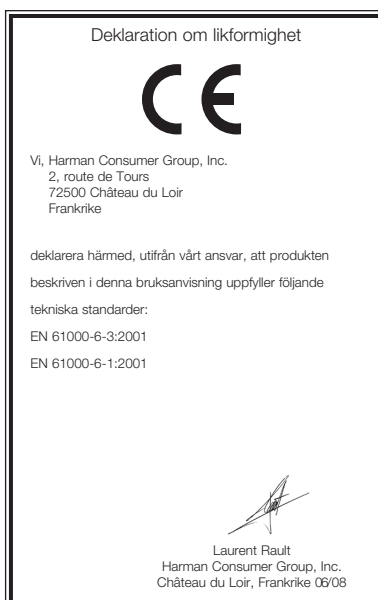 Deklaration om likformighet
CE
Vi, Harman Consumer Group, Inc.
2, route de Tours
72500 Château du Loir
Frankrike
deklarera härmed, utifrån vårt ansvar, att produkten
beskriven i denna bruksanvisning uppfyller följande
tekniska standarder:
EN 61000-6-3:2001
EN 61000-6-1:2001
Laurent Rault
Harman Consumer Group, Inc.
Château du Loir, Frankrike 06/08